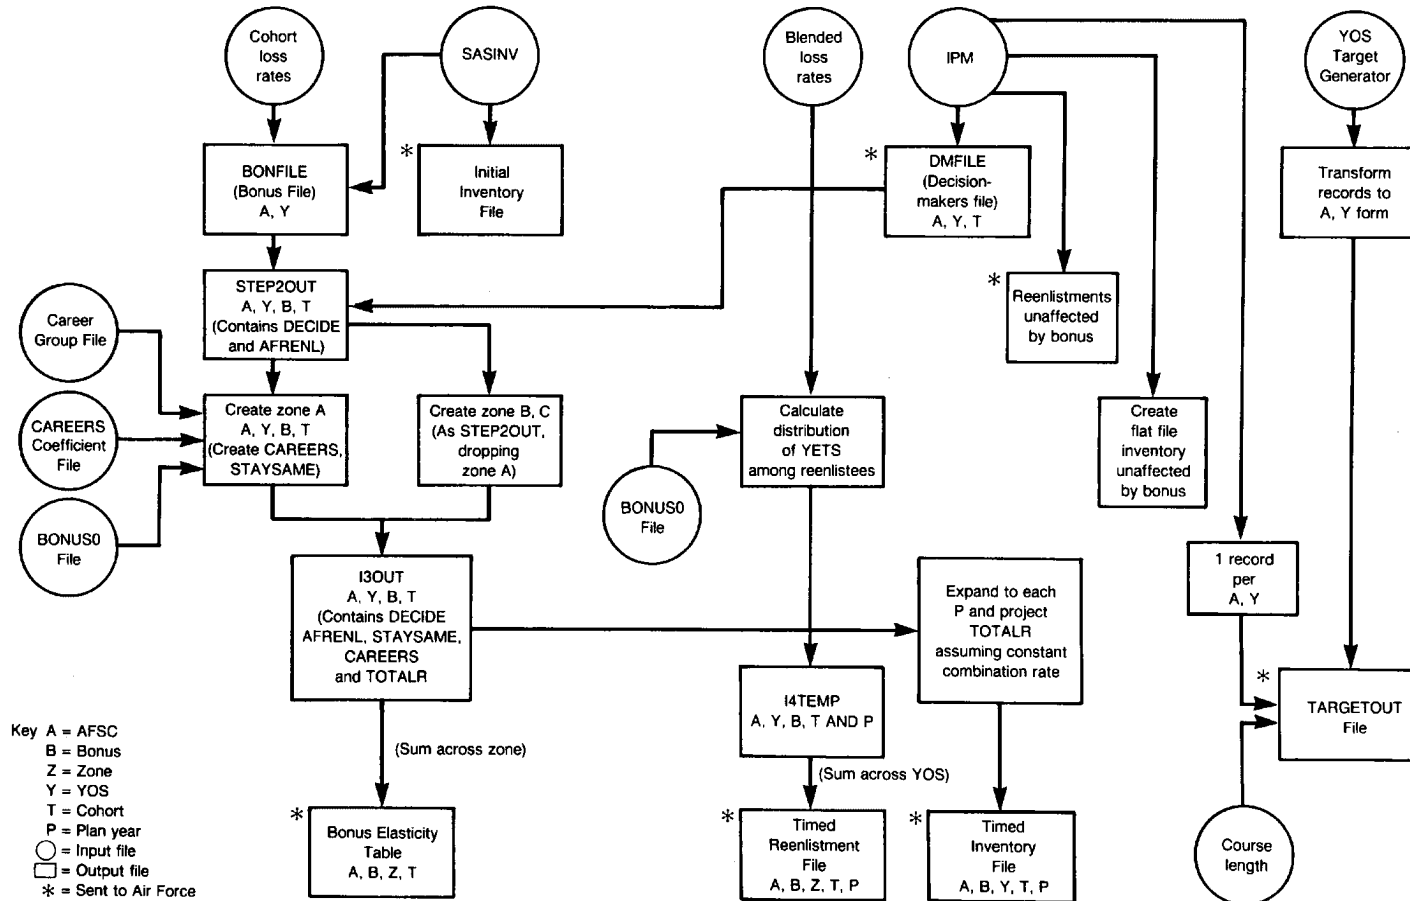 Cohort
loss
rates
SASINV
Blended
loss
rates
IPM
YOS
Target
Generator
BONFILE
(Bonus File)
A, Y
*
Initial
Inventory
File
*
DMFILE
(Decision-
makers file)
A, Y, T
Transform
records to
A, Y form
STEP2OUT
A, Y, B, T
(Contains DECIDE
and AFRENL)
*
Reenlistments
unaffected
by bonus
Career
Group File
CAREERS
Coefficient
File
BONUS0
File
Create zone A
A, Y, B, T
(Create CAREERS,
STAYSAME)
Create zone B, C
(As STEP2OUT,
dropping
zone A)
Calculate
distribution
of YETS
among reenlistees
BONUS0
File
Create
flat file
inventory
unaffected
by bonus
I3OUT
A, Y, B, T
(Contains DECIDE
AFRENL, STAYSAME,
CAREERS
and TOTALR
Expand to each
P and project
TOTALR
assuming constant
combination rate
1 record
per
A, Y
I4TEMP
A, Y, B, T AND P
*
TARGETOUT
File
(Sum across zone)
(Sum across YOS)
*
Bonus Elasticity
Table
A, B, Z, T
*
Timed
Reenlistment
File
A, B, Z, T, P
*
Timed
Inventory
File
A, B, Y, T, P
Course
length
Key A = AFSC
B = Bonus
Z = Zone
Y = YOS
T = Cohort
P = Plan year
= Input file
= Output file
* = Sent to Air Force